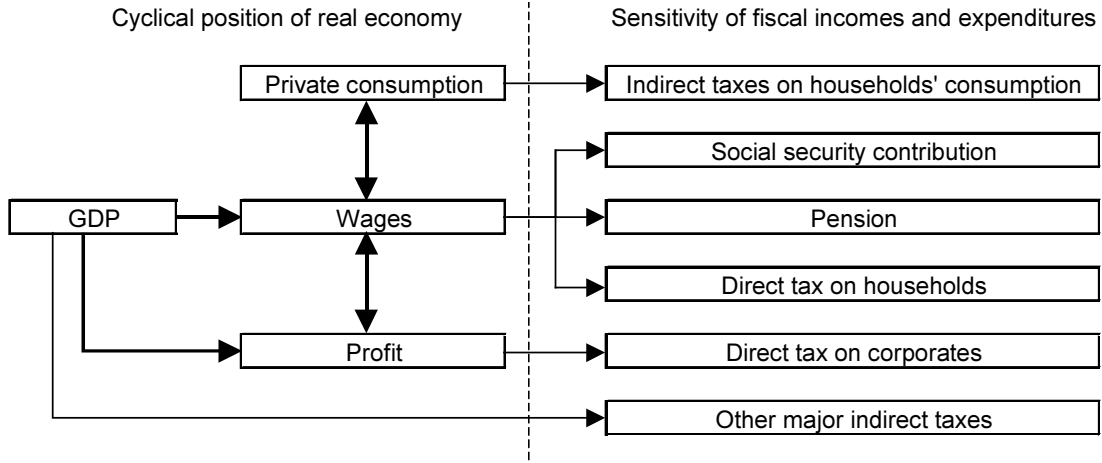 Cyclical position of real economy
Sensitivity of fiscal incomes and expenditures
Private consumption
Indirect taxes on households' consumption
Social security contribution
GDP
Wages
Pension
Direct tax on households
Profit
Direct tax on corporates
Other major indirect taxes